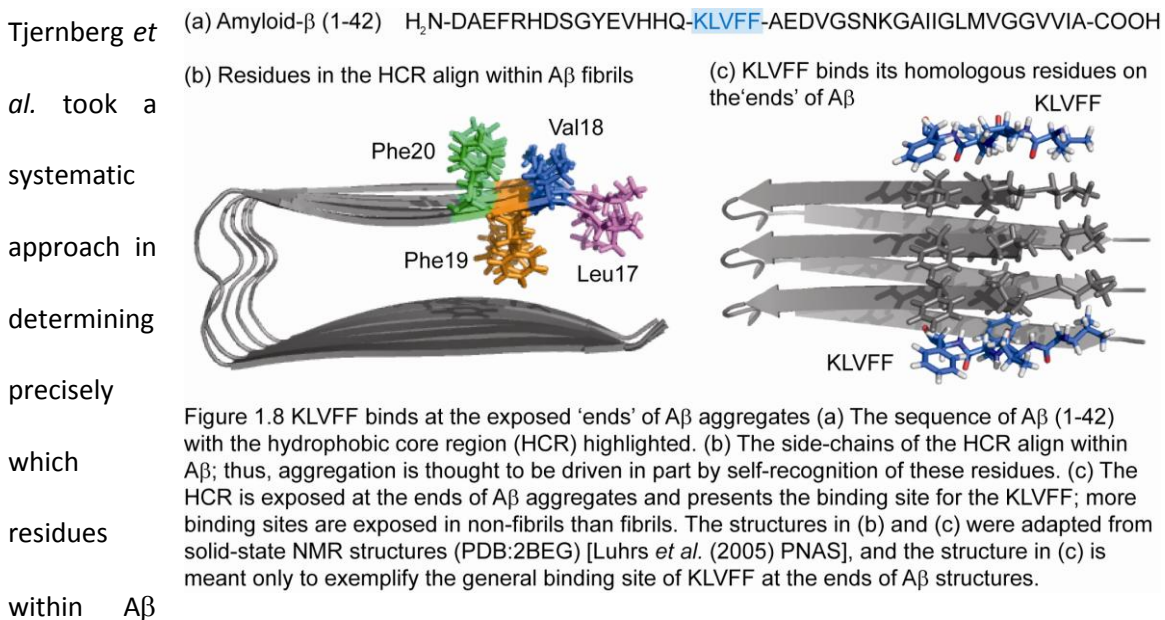 Tjernberg et
al. took a
systematic
approach in
determining
precisely
which
residues
within Aβ
(a) Amyloid-β (1-42) H₂N-DAEFRHDSGYEVHHQ-KLVFF-AEDVGSNKGAIIGLMVGGVVIA-COOH
(b) Residues in the HCR align within Aβ fibrils
Phe20
Val18
Phe19
Leu17
(c) KLVFF binds its homologous residues on
the'ends' of Aβ
KLVFF
KLVFF
Figure 1.8 KLVFF binds at the exposed 'ends' of Aβ aggregates (a) The sequence of Aβ (1-42)
with the hydrophobic core region (HCR) highlighted. (b) The side-chains of the HCR align within
Aβ; thus, aggregation is thought to be driven in part by self-recognition of these residues. (c) The
HCR is exposed at the ends of Aβ aggregates and presents the binding site for the KLVFF; more
binding sites are exposed in non-fibrils than fibrils. The structures in (b) and (c) were adapted from
solid-state NMR structures (PDB:2BEG) [Luhrs et al. (2005) PNAS], and the structure in (c) is
meant only to exemplify the general binding site of KLVFF at the ends of Aβ structures.